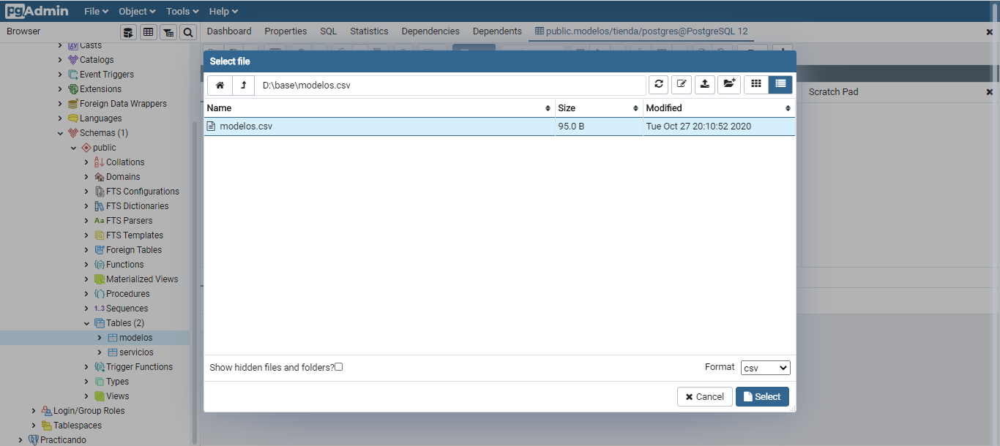 pgAdmin File Object Tools Help
Browser
Dashboard Properties SQL Statistics Dependencies Dependents public.modelos/tienda/postgres@PostgreSQL 12
Casts
Catalogs
Event Triggers
Extensions
Foreign Data Wrappers
Languages
Schemas (1)
public
Collations
Domains
FTS Configurations
FTS Dictionaries
Aa FTS Parsers
FTS Templates
Foreign Tables
Functions
Materialized Views
Procedures
1..3 Sequences
Tables (2)
modelos
servicios
Trigger Functions
Types
Views
Login/Group Roles
Tablespaces
Practicando
Select file
D:\base\modelos.csv
Name Size Modified
modelos.csv 95.0 B Tue Oct 27 20:10:52 2020
Show hidden files and folders?
Format csv
Cancel Select
Scratch Pad